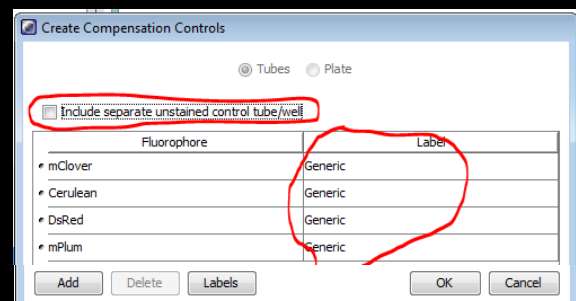 Create Compensation Controls
Tubes Plate
Include separate unstained control tube/well
Fluorophore Label
mClover Generic
Cerulean Generic
DsRed Generic
mPlum Generic
Add Delete Labels OK Cancel